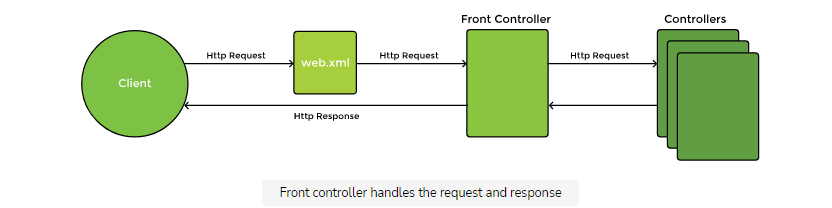 Front Controller
Controllers
Http Request
Http Request
Http Request
Client
web.xml
Http Response
Front controller handles the request and response